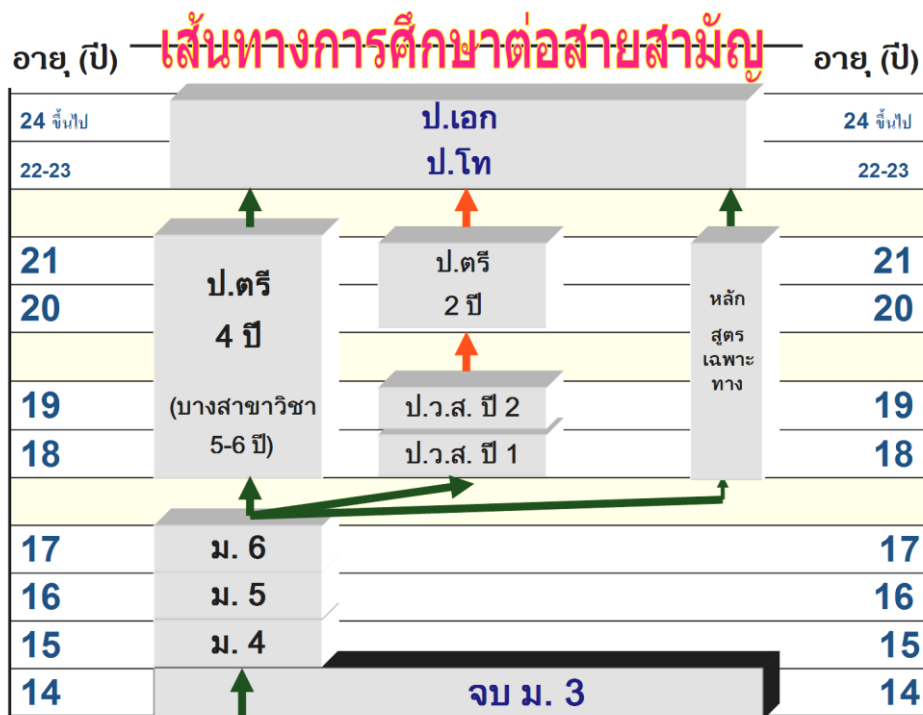 เส้นทางการศึกษาต่อสายสามัญ
อายุ (ปี)
อายุ (ปี)
24 ขึ้นไป
ป.เอก
24 ขึ้นไป
22-23
ป.โท
22-23
21
ป.ตรี
ป.ตรี
21
20
4 ปี
2 ปี
หลัก
สูตร
เฉพาะ
ทาง
20
19
(บางสาขาวิชา
ป.ว.ส. ปี 2
19
18
5-6 ปี)
ป.ว.ส. ปี 1
18
17
ม. 6
17
16
ม. 5
16
15
ม. 4
15
14
จบ ม. 3
14